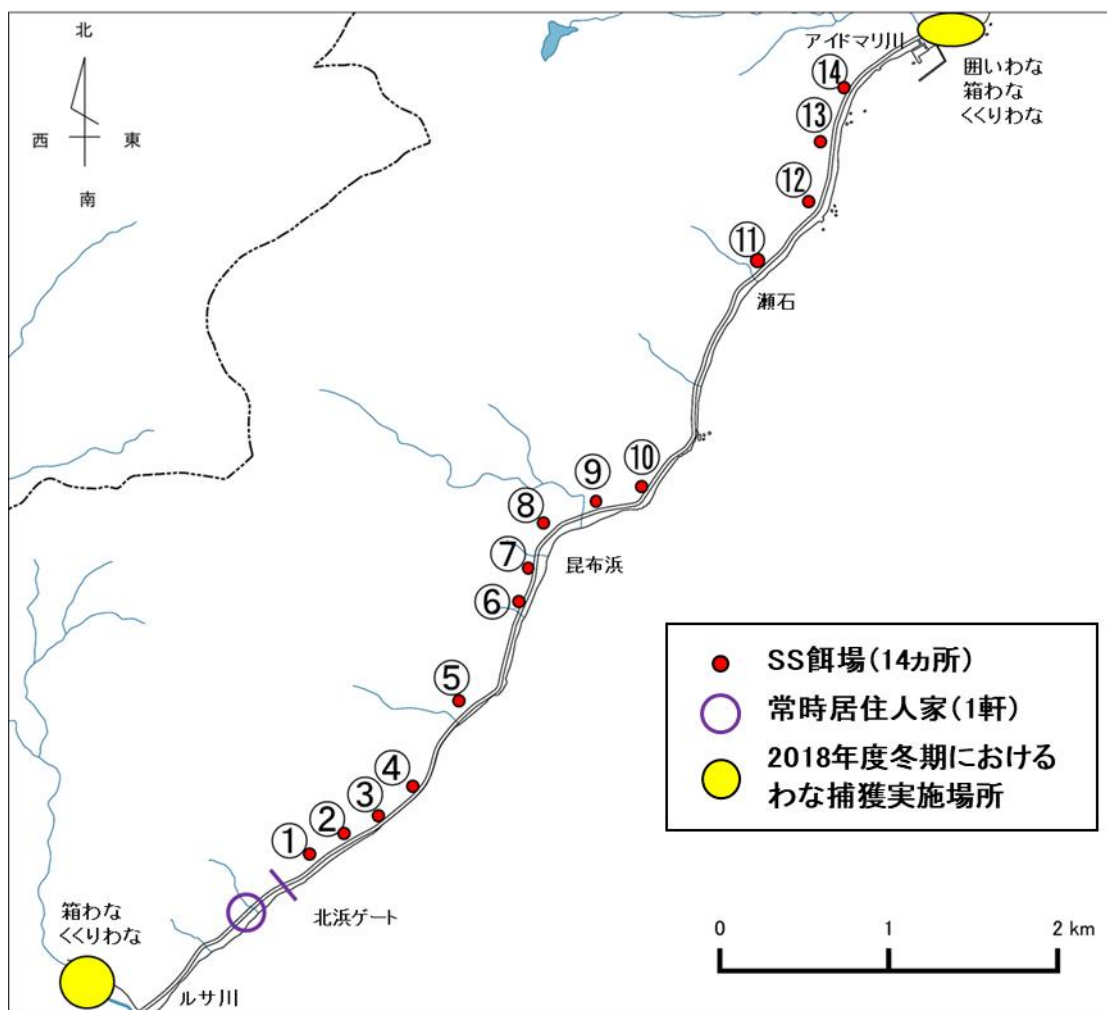 北
西
東
南
アイドマリ川
囲いわな
箱わな
くくりわな
⑭
⑬
⑫
⑪
瀬石
⑩
⑨
⑧
⑦
昆布浜
⑥
⑤
④
③
②
①
北浜ゲート
箱わな
くくりわな
ルサ川
SS餌場(14ヵ所)
常時居住人家(1軒)
2018年度冬期における
わな捕獲実施場所
0 1 2 km